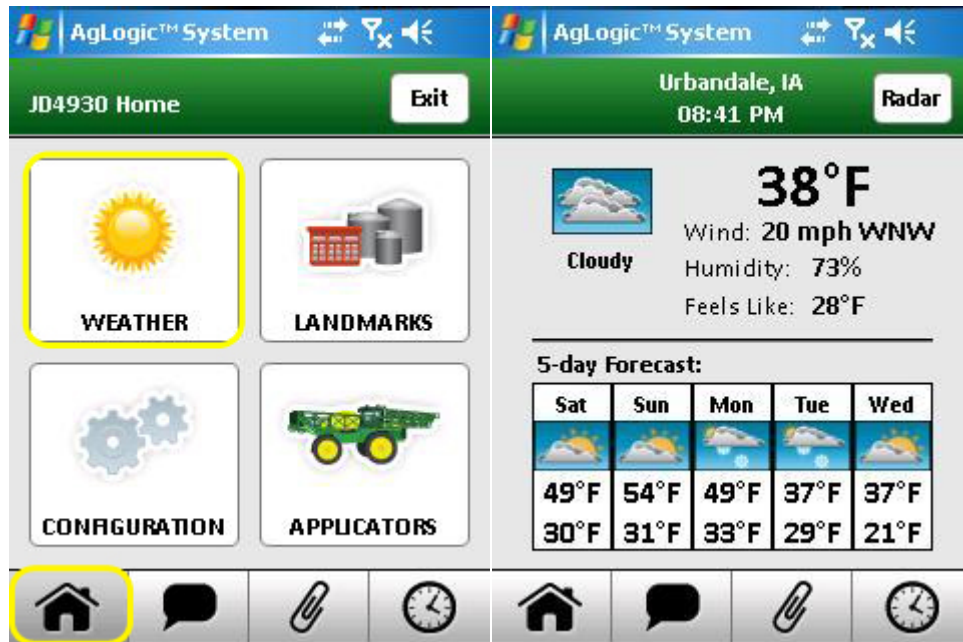 AgLogic™ System
JD4930 Home
Exit
WEATHER
LANDMARKS
CONFIGURATION
APPLICATORS
AgLogic™ System
Urbandale, IA
08:41 PM
Radar
Cloudy
38°F
Wind: 20 mph WNW
Humidity: 73%
Feels Like: 28°F
5-day Forecast:
Sat Sun Mon Tue Wed
49°F 54°F 49°F 37°F 37°F
30°F 31°F 33°F 29°F 21°F